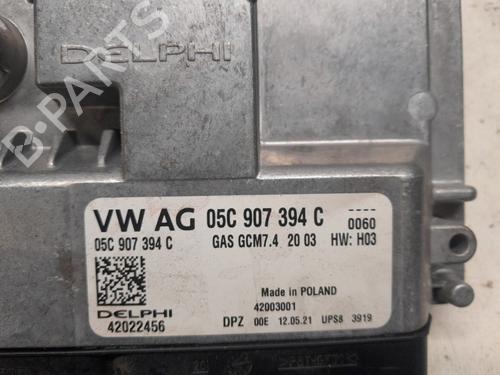 DELPHI
B-PARTS
VW AG 05C 907 394 C
0060
05C 907 394 C GAS GCM7.4 20 03 HW: H03
Made in POLAND
42003001
DELPHI
42022456
DPZ 00E 12.05.21 UPS8 3919